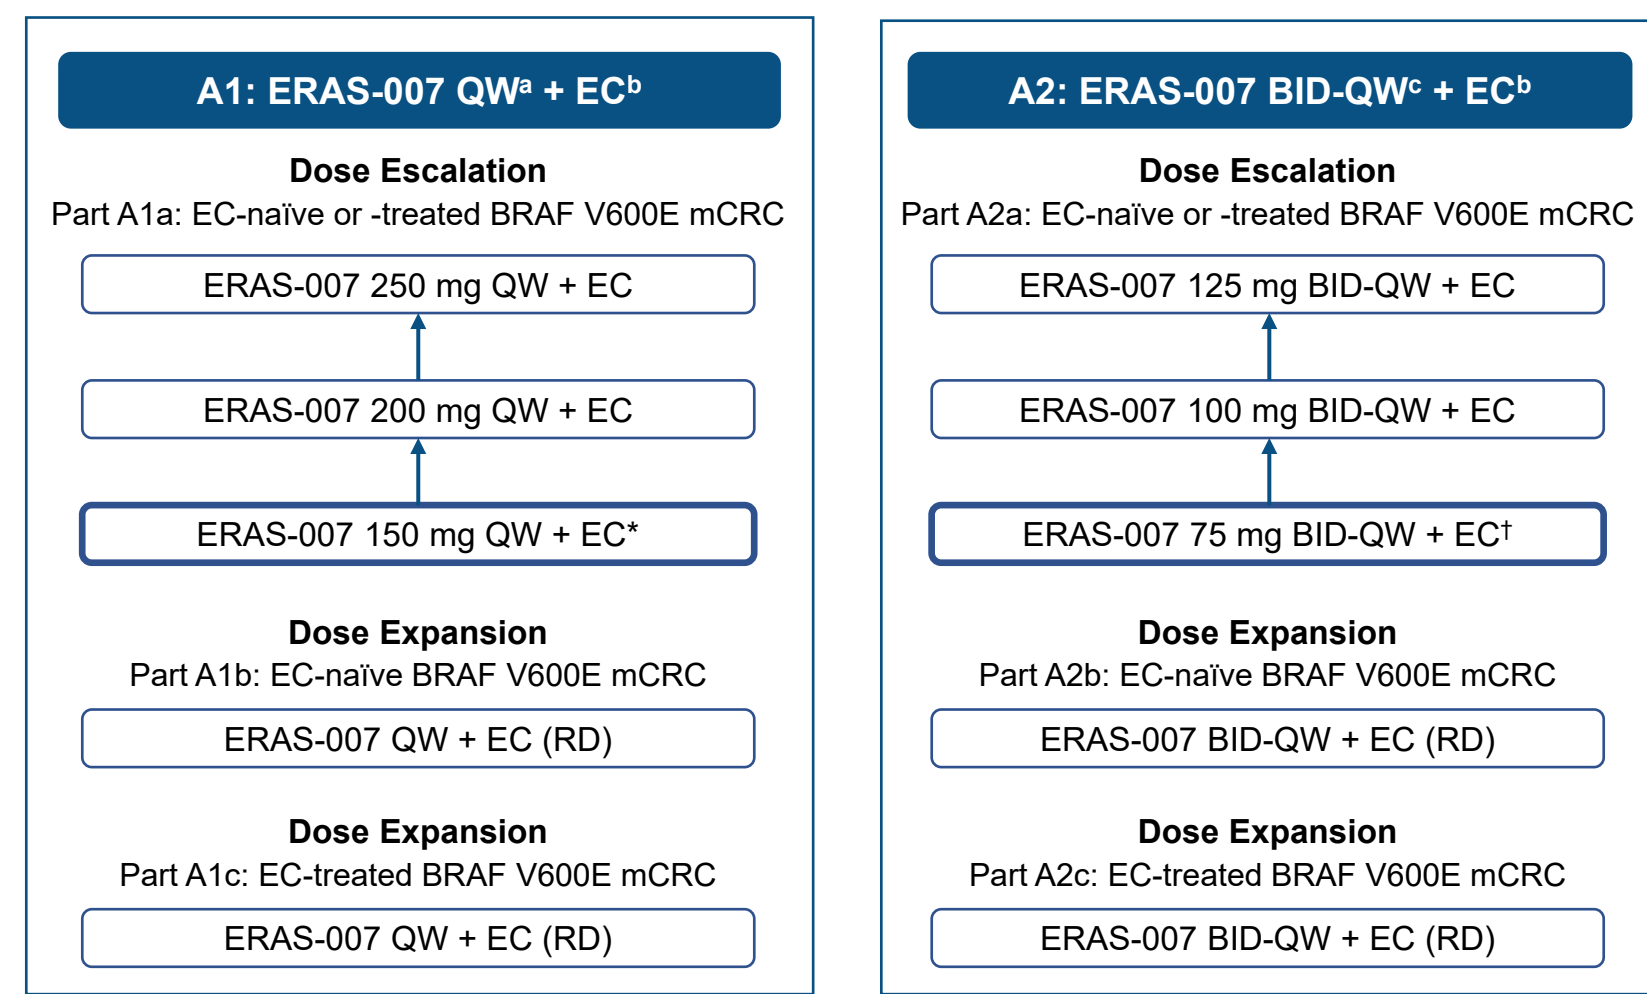 A1: ERAS-007 QWᵃ + ECᵇ
Dose Escalation
Part A1a: EC-naïve or -treated BRAF V600E mCRC
ERAS-007 250 mg QW + EC
ERAS-007 200 mg QW + EC
ERAS-007 150 mg QW + EC*
Dose Expansion
Part A1b: EC-naïve BRAF V600E mCRC
ERAS-007 QW + EC (RD)
Dose Expansion
Part A1c: EC-treated BRAF V600E mCRC
ERAS-007 QW + EC (RD)
A2: ERAS-007 BID-QWᶜ + ECᵇ
Dose Escalation
Part A2a: EC-naïve or -treated BRAF V600E mCRC
ERAS-007 125 mg BID-QW + EC
ERAS-007 100 mg BID-QW + EC
ERAS-007 75 mg BID-QW + EC†
Dose Expansion
Part A2b: EC-naïve BRAF V600E mCRC
ERAS-007 BID-QW + EC (RD)
Dose Expansion
Part A2c: EC-treated BRAF V600E mCRC
ERAS-007 BID-QW + EC (RD)